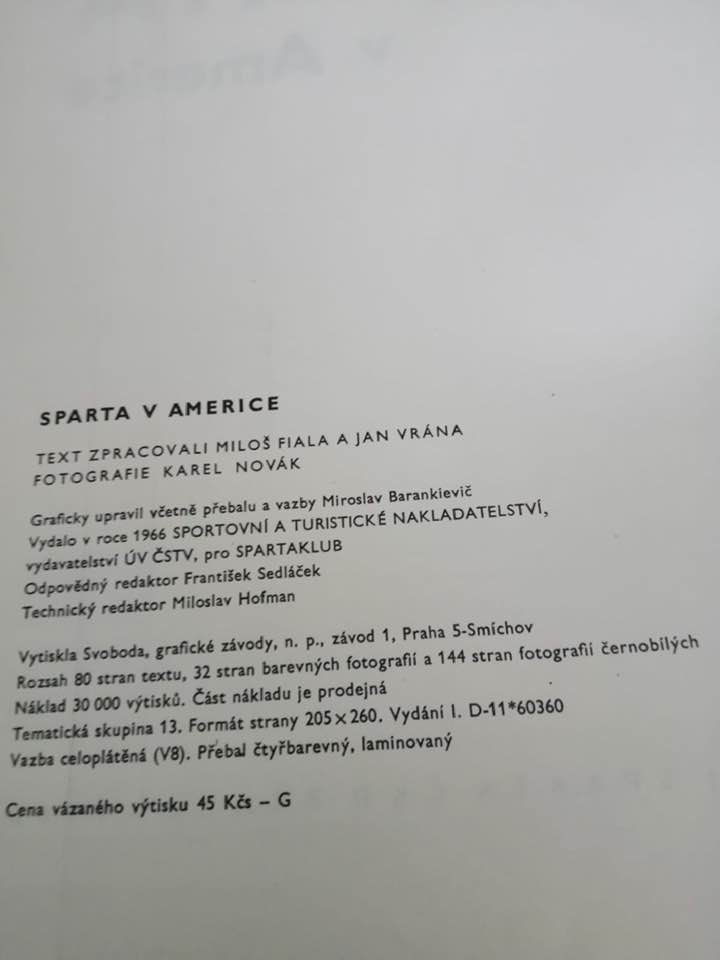 SPARTA V AMERICE
TEXT ZPRACOVALI MILOŠ FIALA A JAN VRÁNA
FOTOGRAFIE KAREL NOVÁK
Graficky upravil včetně přebalu a vazby Miroslav Barankievič
Vydalo v roce 1966 SPORTOVNÍ A TURISTICKÉ NAKLADATELSTVÍ,
vydavatelství ÚV ČSTV, pro SPARTAKLUB
Odpovědný redaktor František Sedláček
Technický redaktor Miloslav Hofman
Vytiskla Svoboda, grafické závody, n. p., závod 1, Praha 5-Smíchov
Rozsah 80 stran textu, 32 stran barevných fotografií a 144 stran fotografií černobílých
Náklad 30 000 výtisků. Část nákladu je prodejná
Tematická skupina 13. Formát strany 205×260. Vydání I. D-11*60360
Vazba celoplátěná (V8). Přebal čtyřbarevný, laminovaný
Cena vázaného výtisku 45 Kčs – G